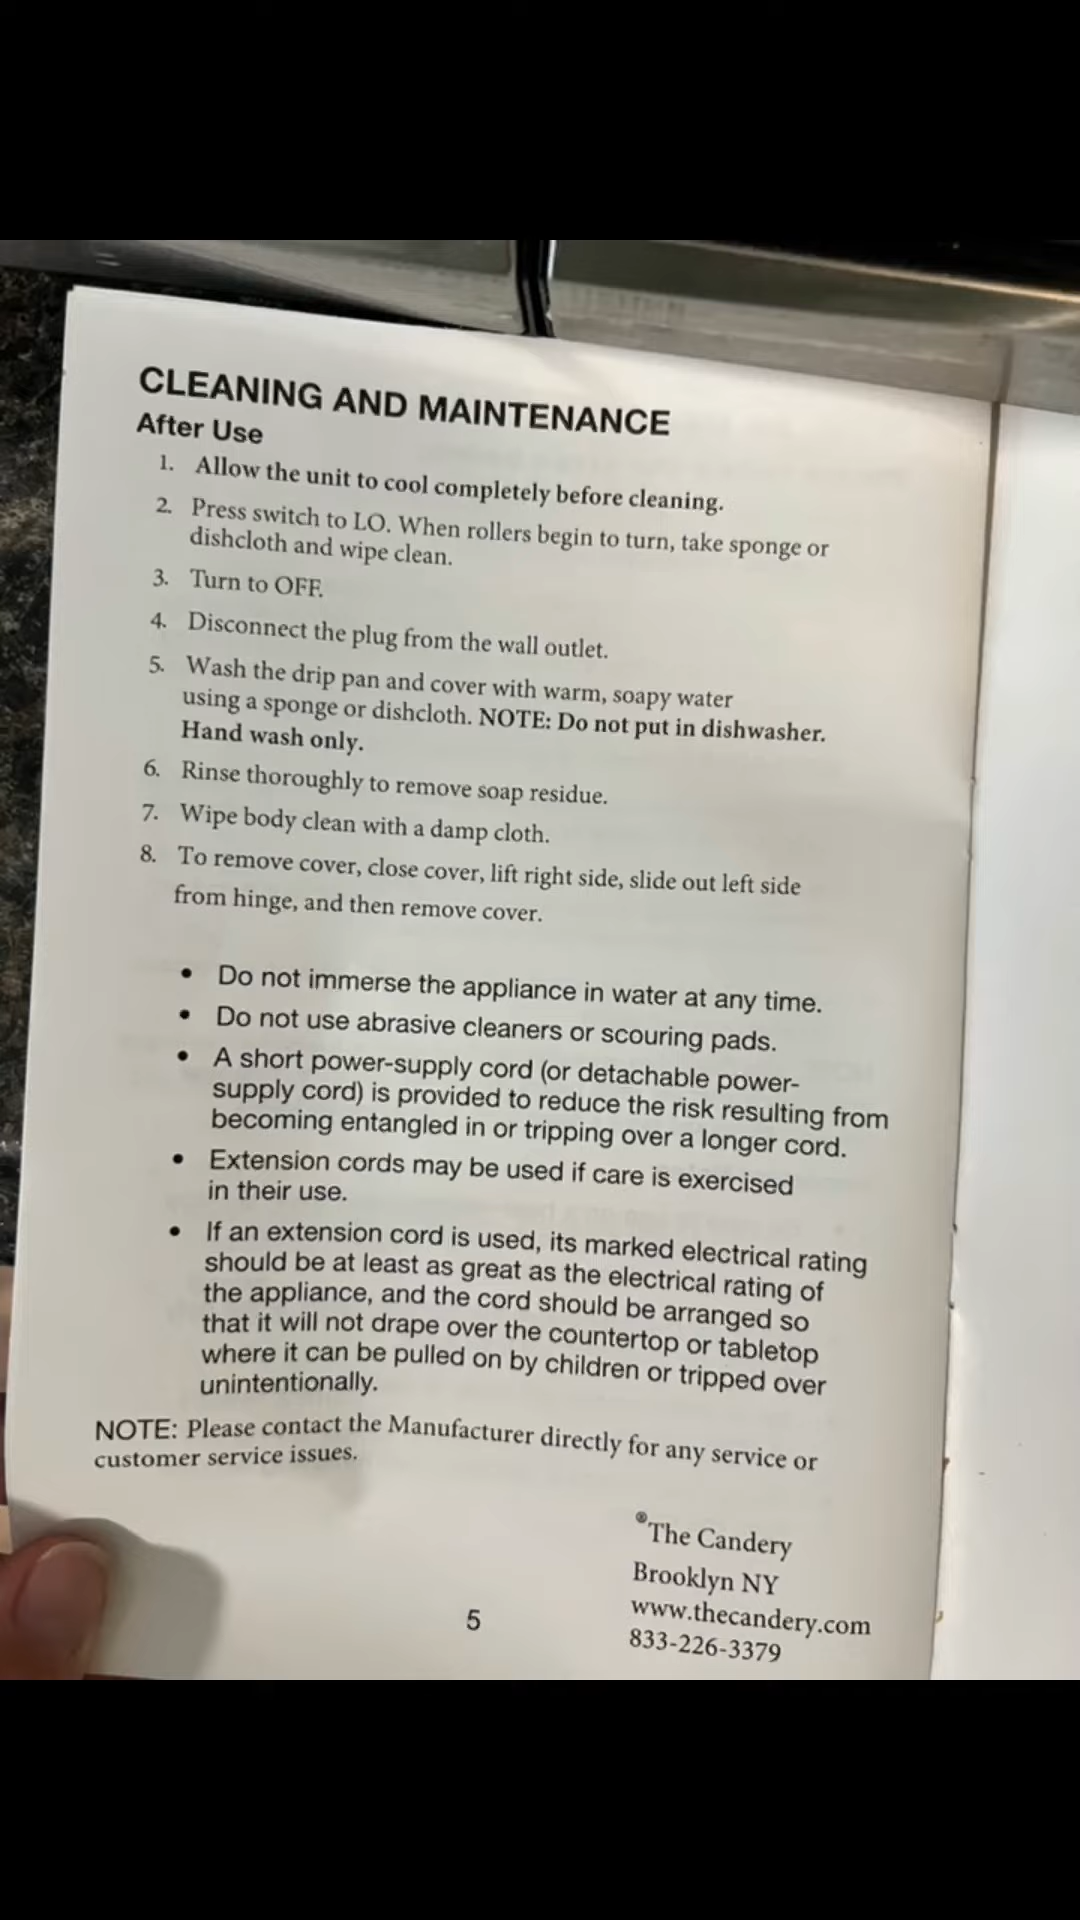 CLEANING AND MAINTENANCE
After Use
1. Allow the unit to cool completely before cleaning.
2. Press switch to LO. When rollers begin to turn, take sponge or
dishcloth and wipe clean.
3. Turn to OFF.
4. Disconnect the plug from the wall outlet.
5. Wash the drip pan and cover with warm, soapy water
using a sponge or dishcloth. NOTE: Do not put in dishwasher.
Hand wash only.
6. Rinse thoroughly to remove soap residue.
7. Wipe body clean with a damp cloth.
8. To remove cover, close cover, lift right side, slide out left side
from hinge, and then remove cover.
• Do not immerse the appliance in water at any time.
• Do not use abrasive cleaners or scouring pads.
• A short power-supply cord (or detachable power-
supply cord) is provided to reduce the risk resulting from
becoming entangled in or tripping over a longer cord.
• Extension cords may be used if care is exercised
in their use.
• If an extension cord is used, its marked electrical rating
should be at least as great as the electrical rating of
the appliance, and the cord should be arranged so
that it will not drape over the countertop or tabletop
where it can be pulled on by children or tripped over
unintentionally.
NOTE: Please contact the Manufacturer directly for any service or
customer service issues.
®The Candery
Brooklyn NY
www.thecandery.com
833-226-3379
5